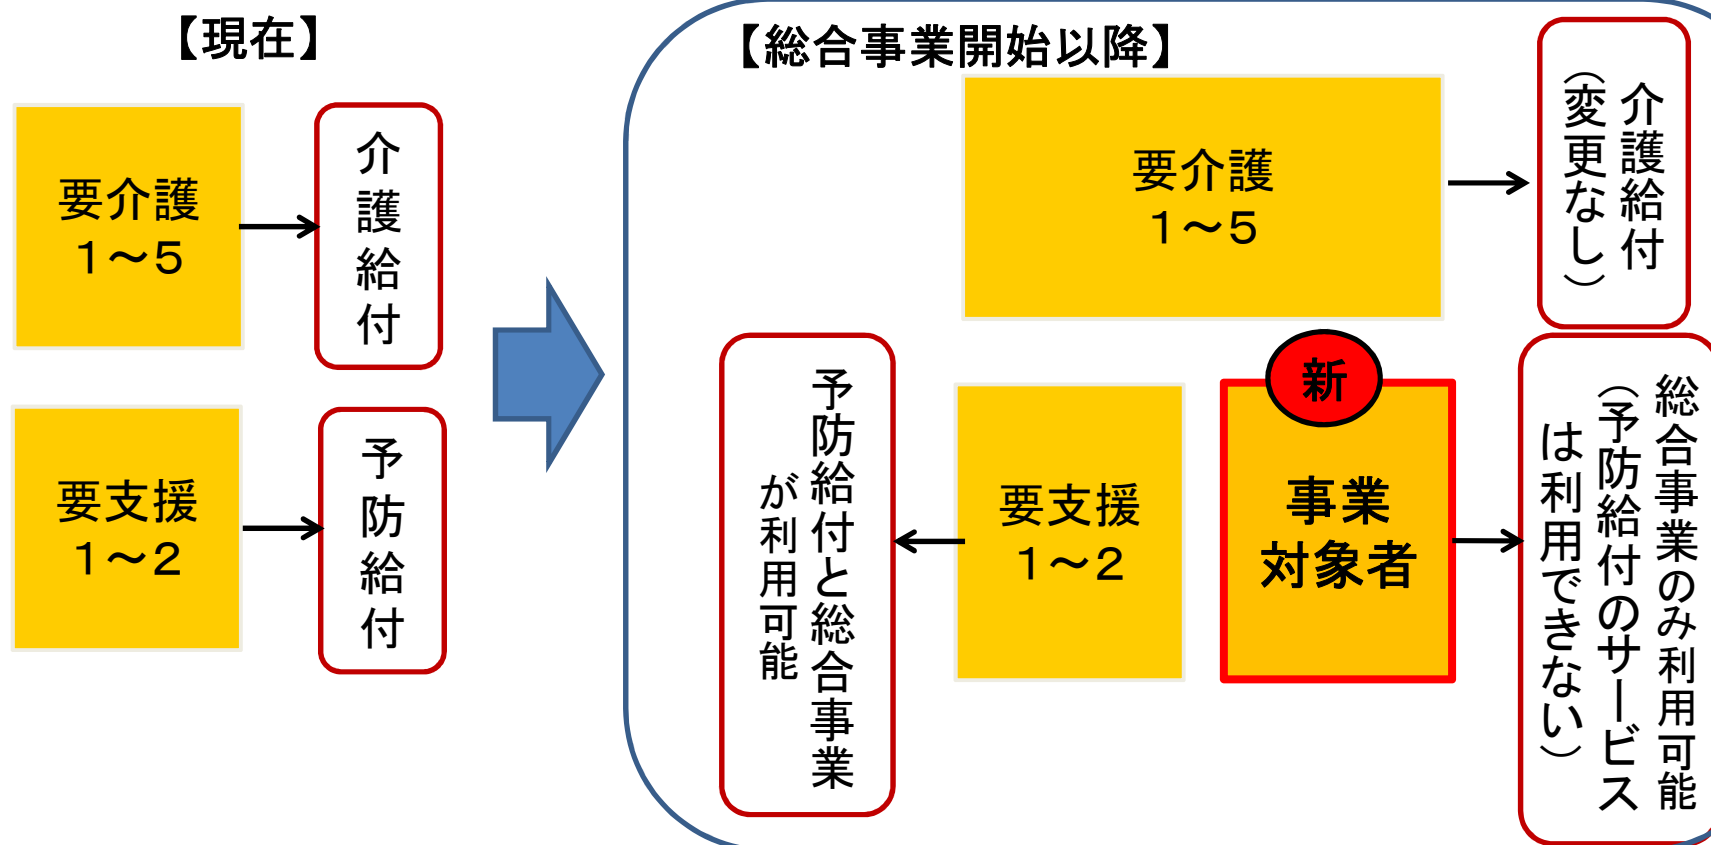 【現在】
要介護
1～5
介護給付
要支援
1～2
予防給付
【総合事業開始以降】
要介護
1～5
介護給付
（変更なし）
予防給付と総合事業
が利用可能
要支援
1～2
新
事業
対象者
総合事業のみ利用可能
（予防給付のサービス
は利用できない）